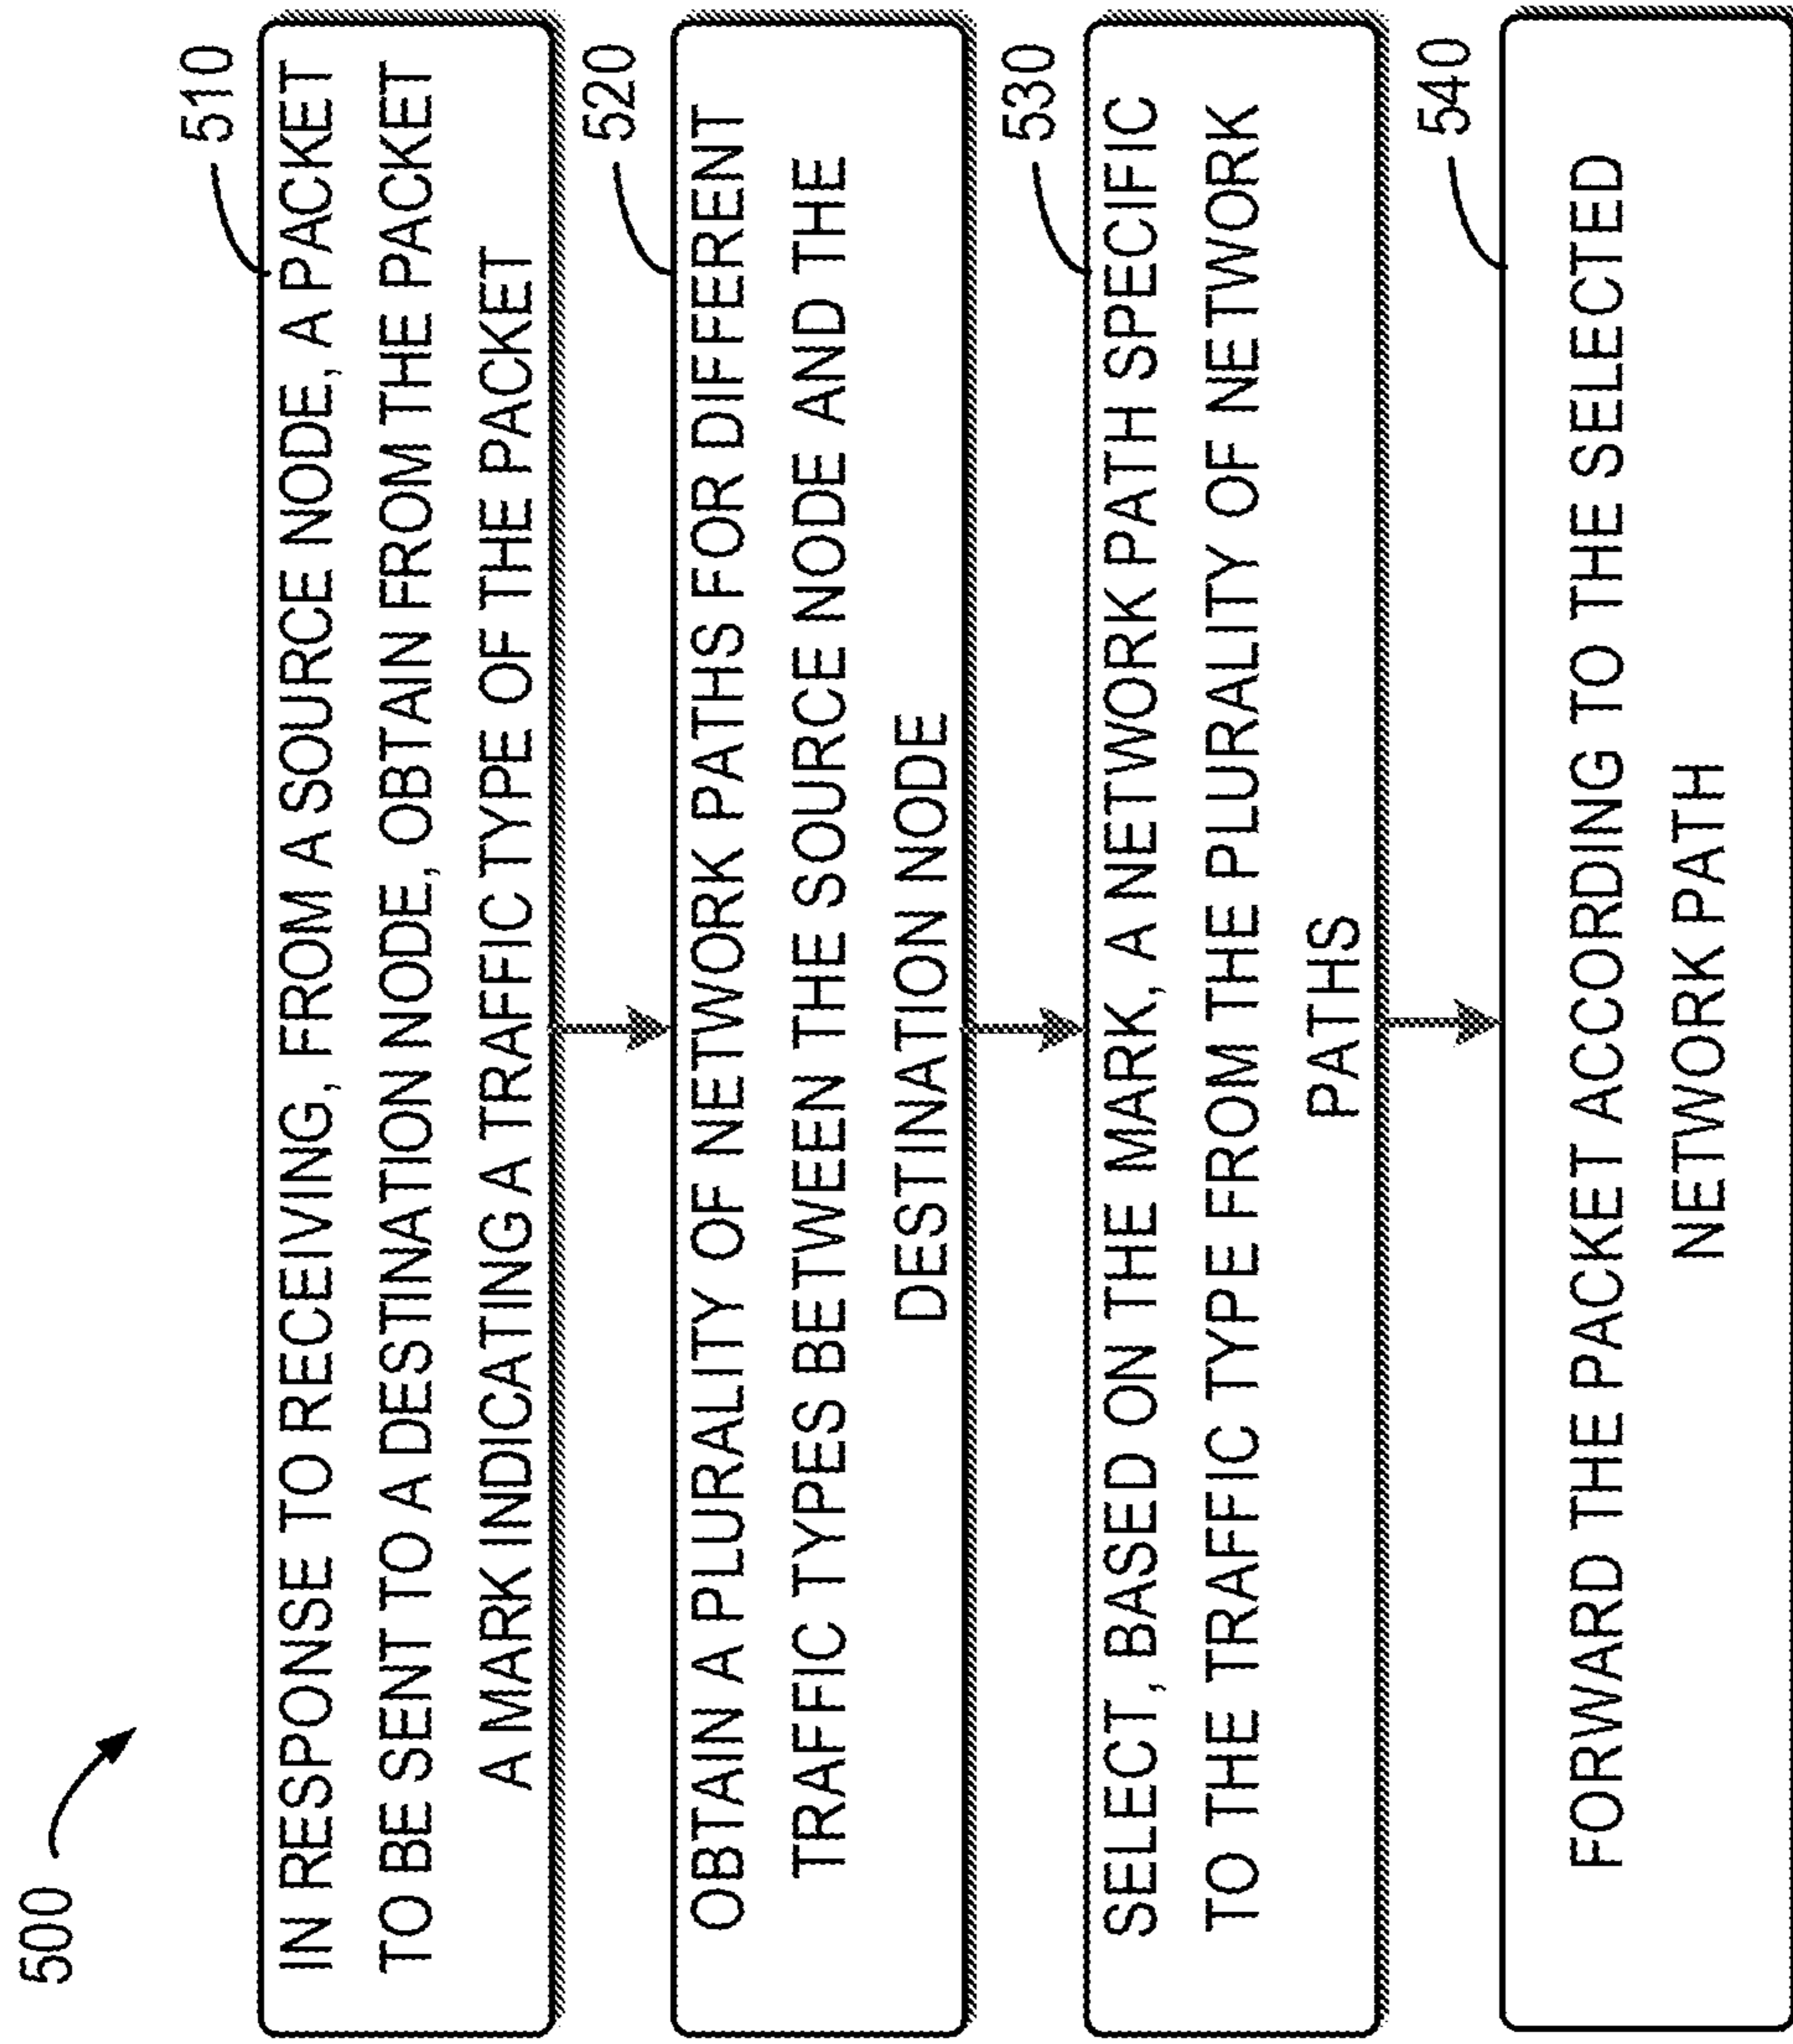 500
510
IN RESPONSE TO RECEIVING, FROM A SOURCE NODE, A PACKET
TO BE SENT TO A DESTINATION NODE, OBTAIN FROM THE PACKET
A MARK INDICATING A TRAFFIC TYPE OF THE PACKET
520
OBTAIN A PLURALITY OF NETWORK PATHS FOR DIFFERENT
TRAFFIC TYPES BETWEEN THE SOURCE NODE AND THE
DESTINATION NODE
530
SELECT, BASED ON THE MARK, A NETWORK PATH SPECIFIC
TO THE TRAFFIC TYPE FROM THE PLURALITY OF NETWORK
PATHS
540
FORWARD THE PACKET ACCORDING TO THE SELECTED
NETWORK PATH